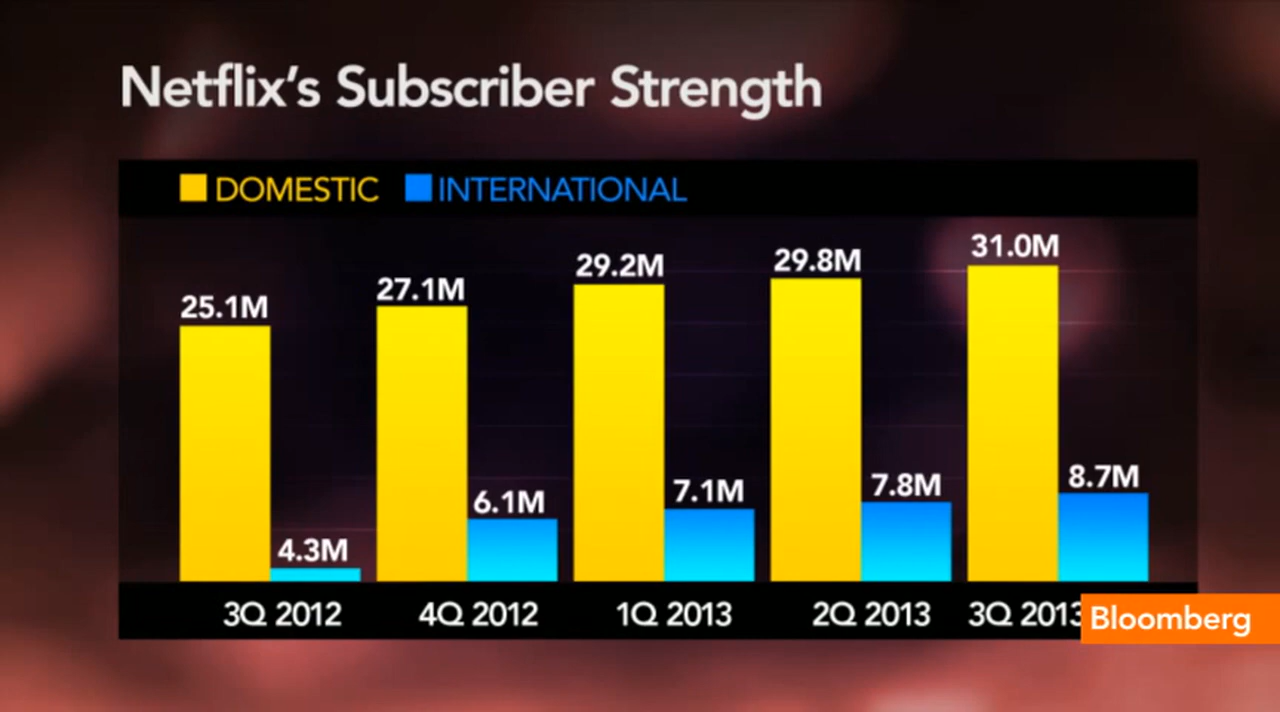 Netflix's Subscriber Strength
DOMESTIC INTERNATIONAL
25.1M 4.3M 27.1M 6.1M 29.2M 7.1M 29.8M 7.8M 31.0M 8.7M
3Q 2012 4Q 2012 1Q 2013 2Q 2013 3Q 2013
Bloomberg